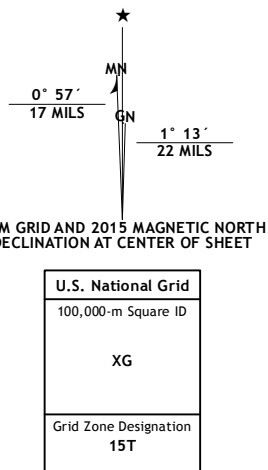 ★
MN
0° 57´
17 MILS
GN
1° 13´
22 MILS
M GRID AND 2015 MAGNETIC NORTH
DECLINATION AT CENTER OF SHEET
U.S. National Grid
100,000-m Square ID
XG
Grid Zone Designation
15T